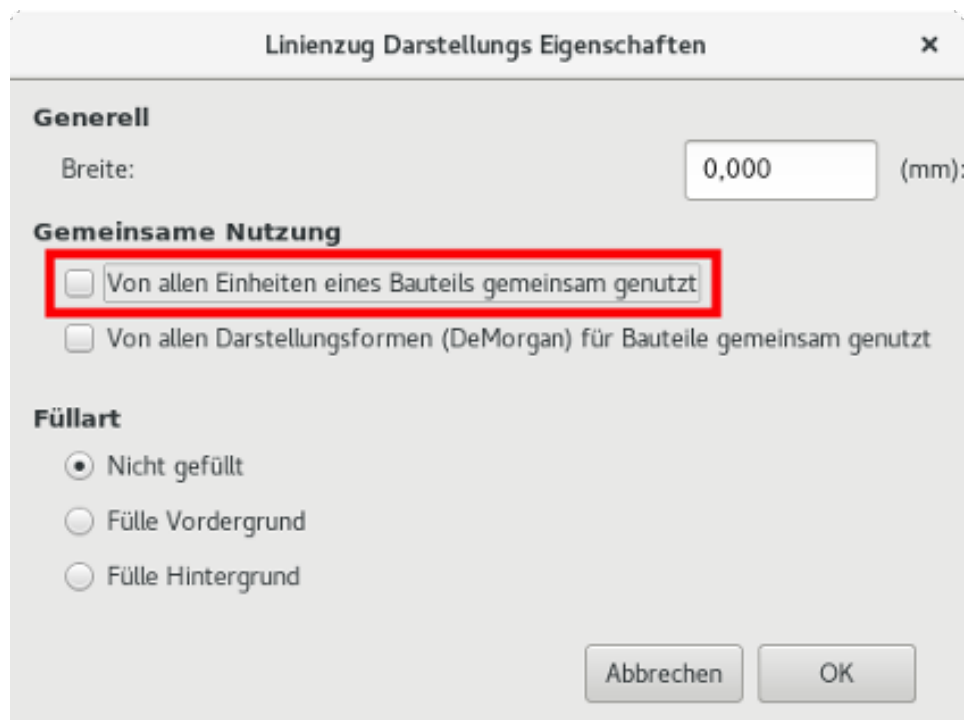 Linienzug Darstellungs Eigenschaften
Generell
Breite: 0,000 (mm):
Gemeinsame Nutzung
Von allen Einheiten eines Bauteils gemeinsam genutzt
Von allen Darstellungsformen (DeMorgan) für Bauteile gemeinsam genutzt
Füllart
Nicht gefüllt
Fülle Vordergrund
Fülle Hintergrund
Abbrechen OK